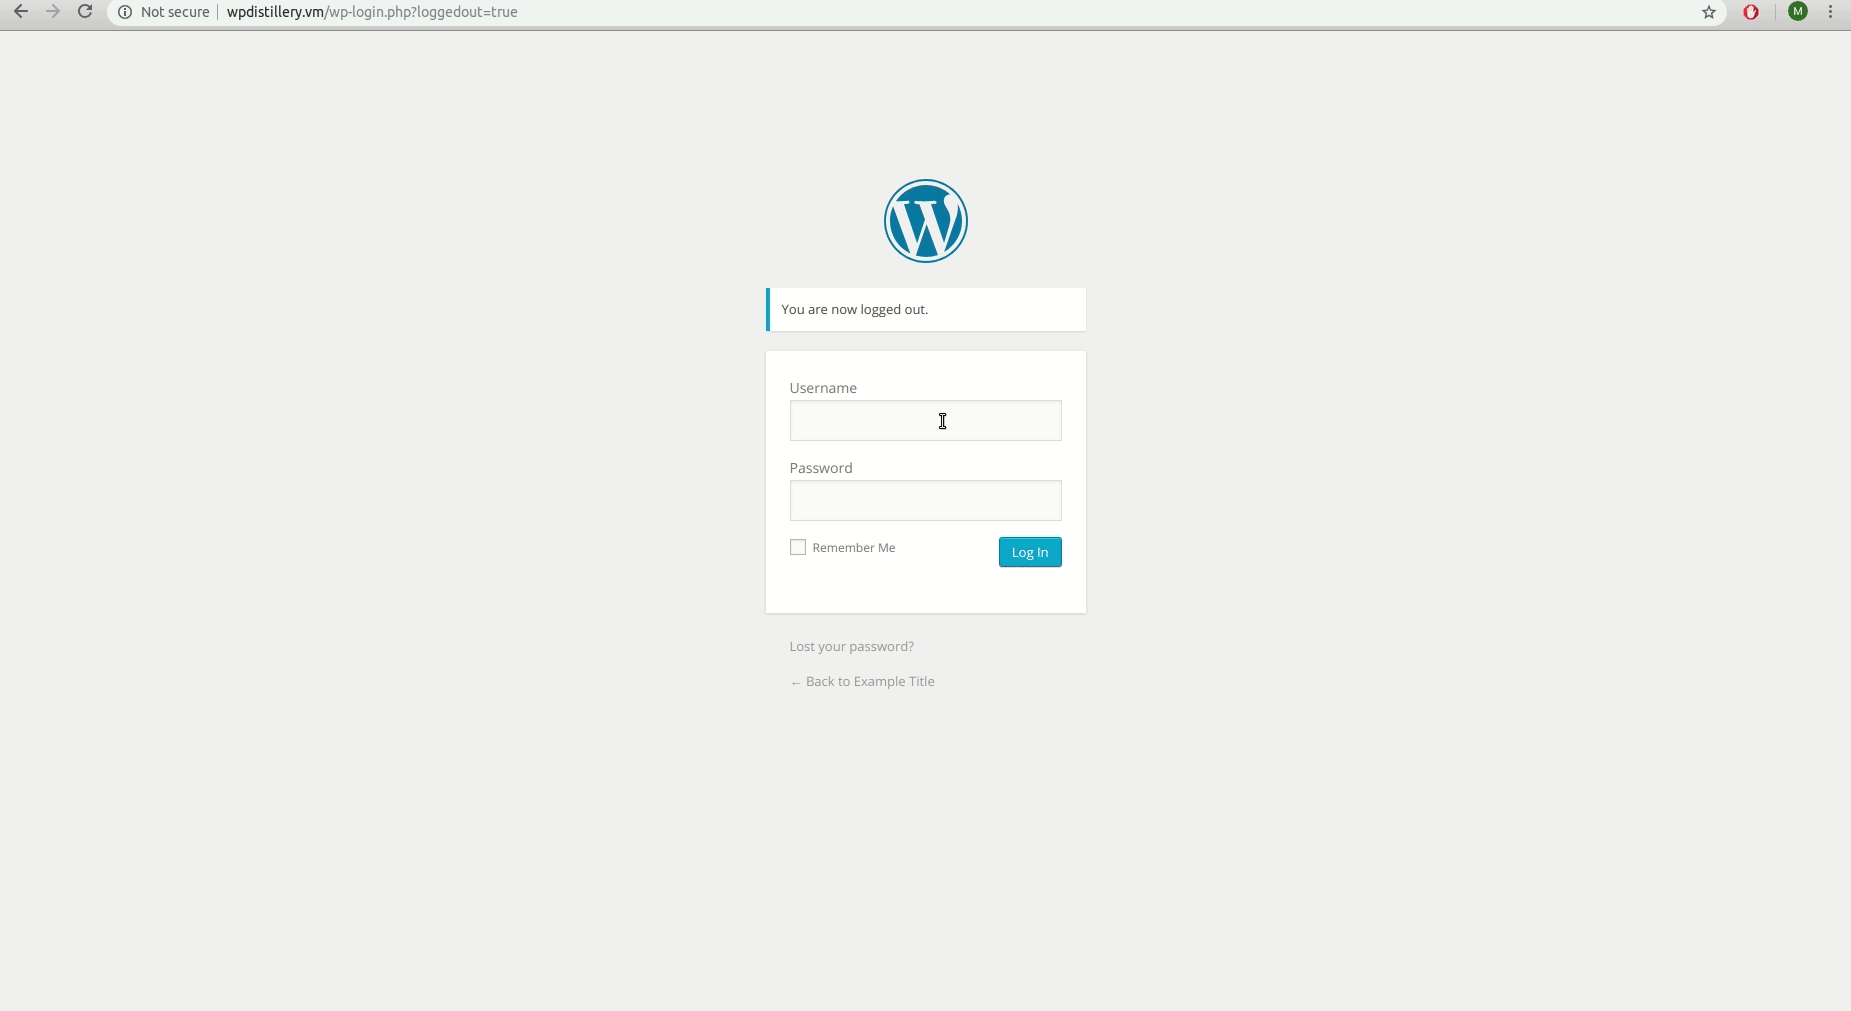 Not secure wpdistillery.vm/wp-login.php?loggedout=true
M
W
You are now logged out.
Username
Password
Remember Me
Log In
Lost your password?
← Back to Example Title